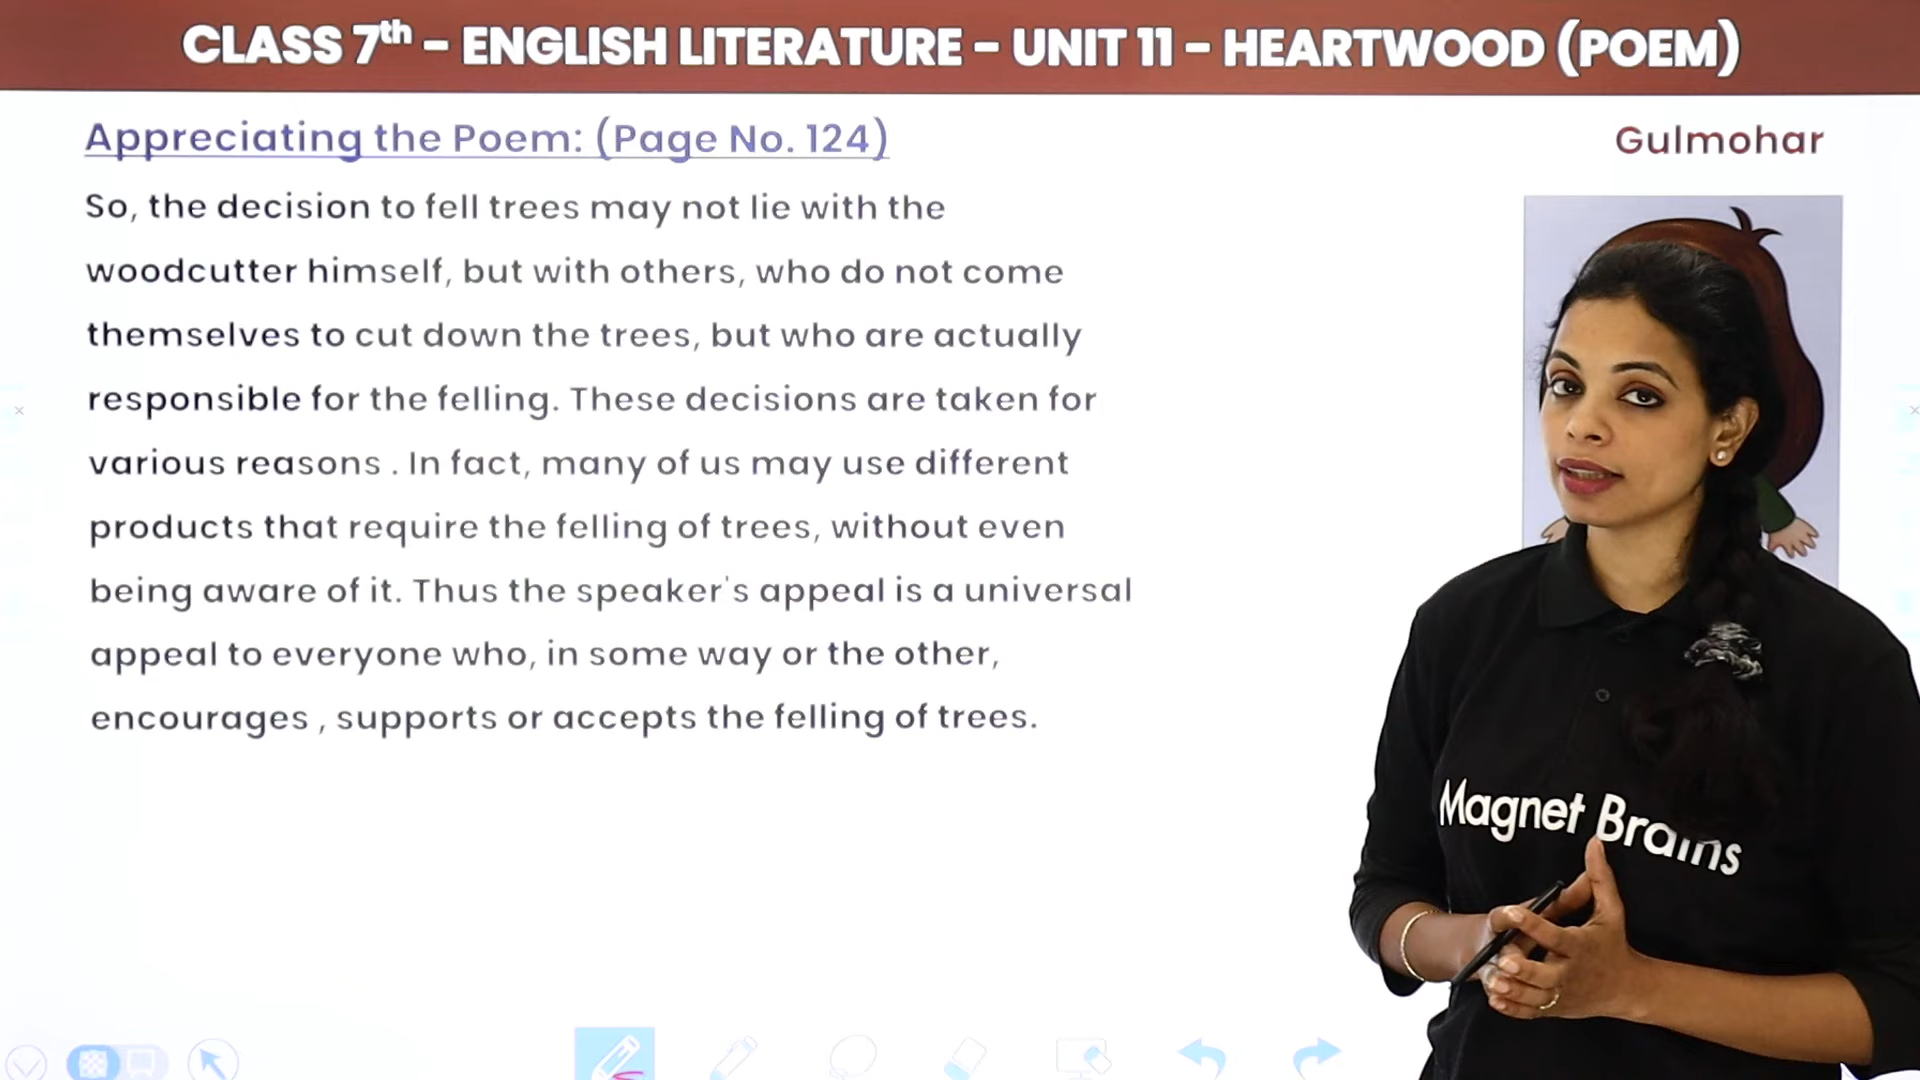 CLASS 7th – ENGLISH LITERATURE – UNIT 11 – HEARTWOOD (POEM)
Appreciating the Poem: (Page No. 124)
Gulmohar
So, the decision to fell trees may not lie with the
woodcutter himself, but with others, who do not come
themselves to cut down the trees, but who are actually
responsible for the felling. These decisions are taken for
various reasons . In fact, many of us may use different
products that require the felling of trees, without even
being aware of it. Thus the speaker's appeal is a universal
appeal to everyone who, in some way or the other,
encourages , supports or accepts the felling of trees.
Magnet Brains